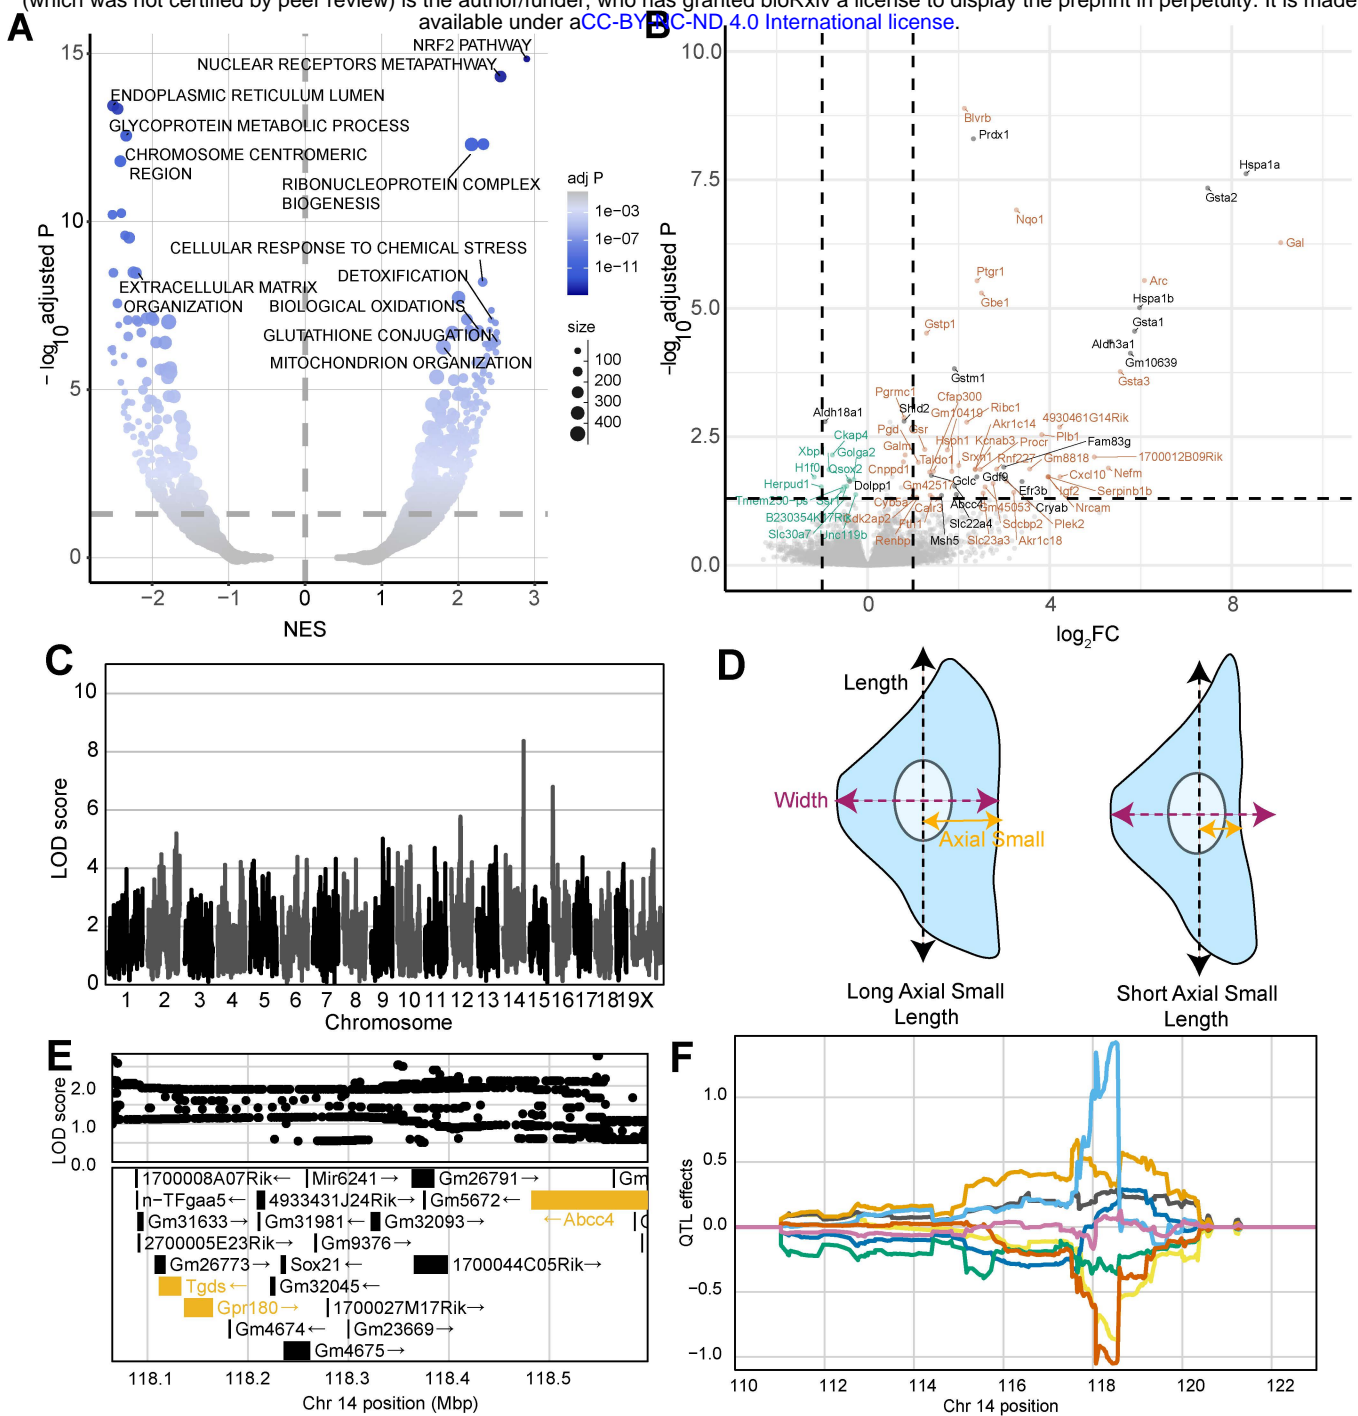 (which was not certified by peer review) is the author/funder, who has granted bioRxiv a license to display the preprint in perpetuity. It is made
available under aCC-BY-NC-ND 4.0 International license.
A
15
10
5
0
−log10adjusted P
NRF2 PATHWAY
NUCLEAR RECEPTORS METAPATHWAY
ENDOPLASMIC RETICULUM LUMEN
GLYCOPROTEIN METABOLIC PROCESS
CHROMOSOME CENTROMERIC
REGION
RIBONUCLEOPROTEIN COMPLEX
BIOGENESIS
CELLULAR RESPONSE TO CHEMICAL STRESS
DETOXIFICATION
EXTRACELLULAR MATRIX
ORGANIZATION
BIOLOGICAL OXIDATIONS
GLUTATHIONE CONJUGATION
MITOCHONDRION ORGANIZATION
−2
−1
0
1
2
3
NES
adj P
1e−03
1e−07
1e−11
size
100
200
300
400
B
10.0
7.5
5.0
2.5
0.0
−log10adjusted P
Blvrb
Prdx1
Hspa1a
Gsta2
Nqo1
Gal
Ptgr1
Arc
Gbe1
Hspa1b
Gstp1
Gsta1
Aldh3a1
Gm10639
Gstm1
Gsta3
Pgrmc1
Cfap300
Aldh18a1
Shld2
Gm10419
Ribc1
4930461G14Rik
Pgd
Gsr
Akr1c14
Plb1
Ckap4
Hsph1
Kcnab3
Procr
Fam83g
Xbp1
Golga2
Galm
Taldo1
Srxn1
Rnf227
Gm8818
1700012B09Rik
H1f0
Qsox2
Cnppd1
Gclc
Gdf9
Cxcl10
Nefm
Herpud1
Dolpp1
Gm4251
Efr3b
Igf2
Serpinb1b
Cyb5a
Calr3
Abcc4
Gm45053
Cryab
Nrcam
B230354K17Rik
Cdk2ap2
Fth1
Slc22a4
Sdcbp2
Plek2
Slc30a7
Unc119b
Renbp
Msh5
Slc23a3
Akr1c18
0
4
8
log2FC
C
10
8
6
4
2
0
LOD score
1 2 3 4 5 6 7 8 9 10 11 12 13 14 15 16 17 18 19 X
Chromosome
D
Length
Width
Axial Small
Long Axial Small
Length
Short Axial Small
Length
E
2.0
1.0
0.0
LOD score
1700008A07Rik← Mir6241→ Gm26791→ Gm
n−TFgaa5← 4933431J24Rik→ Gm5672←
Gm31633→ Gm31981← Gm32093→ ←Abcc4
2700005E23Rik→ Gm9376→
Gm26773→ Sox21← 1700044C05Rik→
Tgds← Gm32045←
Gpr180→ 1700027M17Rik→
Gm4674← Gm23669→
Gm4675→
118.1
118.2
118.3
118.4
118.5
Chr 14 position (Mbp)
F
1.0
0.5
0.0
−0.5
−1.0
QTL effects
110
112
114
116
118
120
122
Chr 14 position